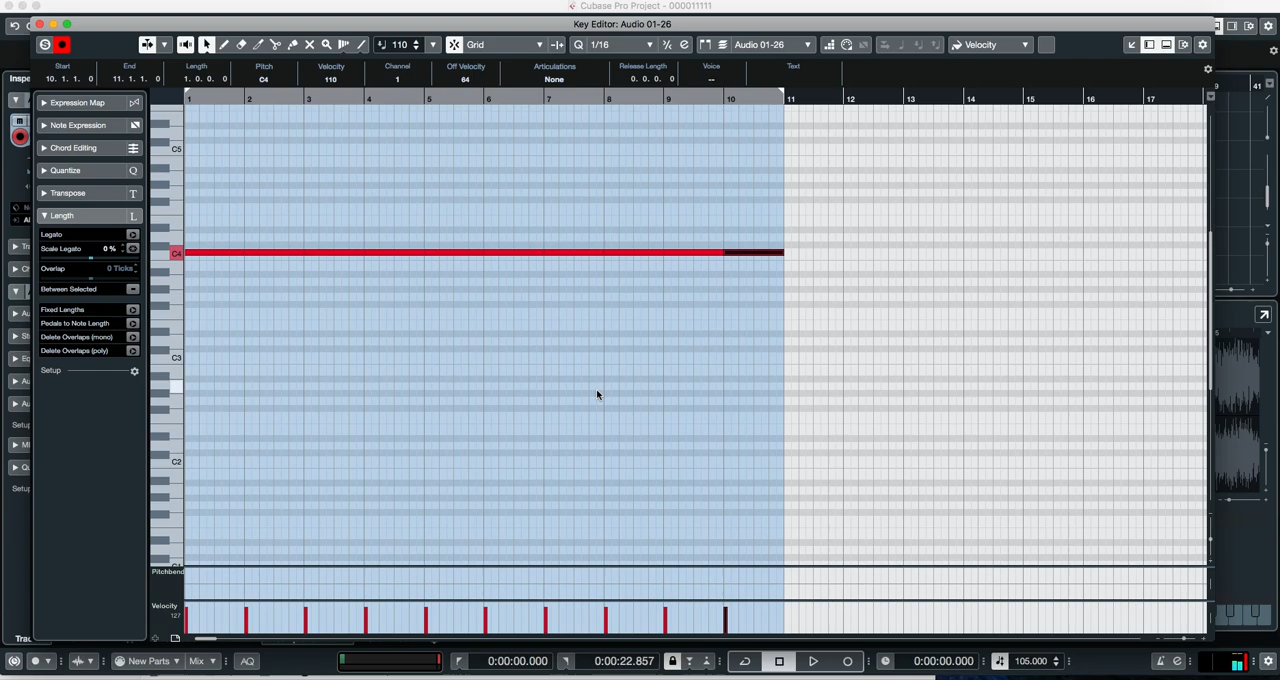 Cubase Pro Project - 000011111
Key Editor: Audio 01-26
110 Grid 1/16 Audio 01-26 Velocity
Start End Length Pitch Velocity Channel Off Velocity Articulations Release Length Voice Text
10. 1. 1. 0 11. 1. 1. 0 1. 0. 0. 0 C4 110 1 64 None 0. 0. 0. 0 --
Inspe
Expression Map
1 2 3 4 5 6 7 8 9 10 11 12 13 14 15 16 17
9 41
m
Note Expression
Chord Editing
C5
Quantize Q
Transpose T
Length L
Legato
Scale Legato 0 %
C4
Overlap 0 Ticks
Between Selected
Fixed Lengths
Pedals to Note Length
Delete Overlaps (mono)
Delete Overlaps (poly)
C3
Setup
C2
Pitchbend
Velocity
127
Trac
New Parts Mix AQ 0:00:00.000 0:00:22.857 0:00:00.000 105.000